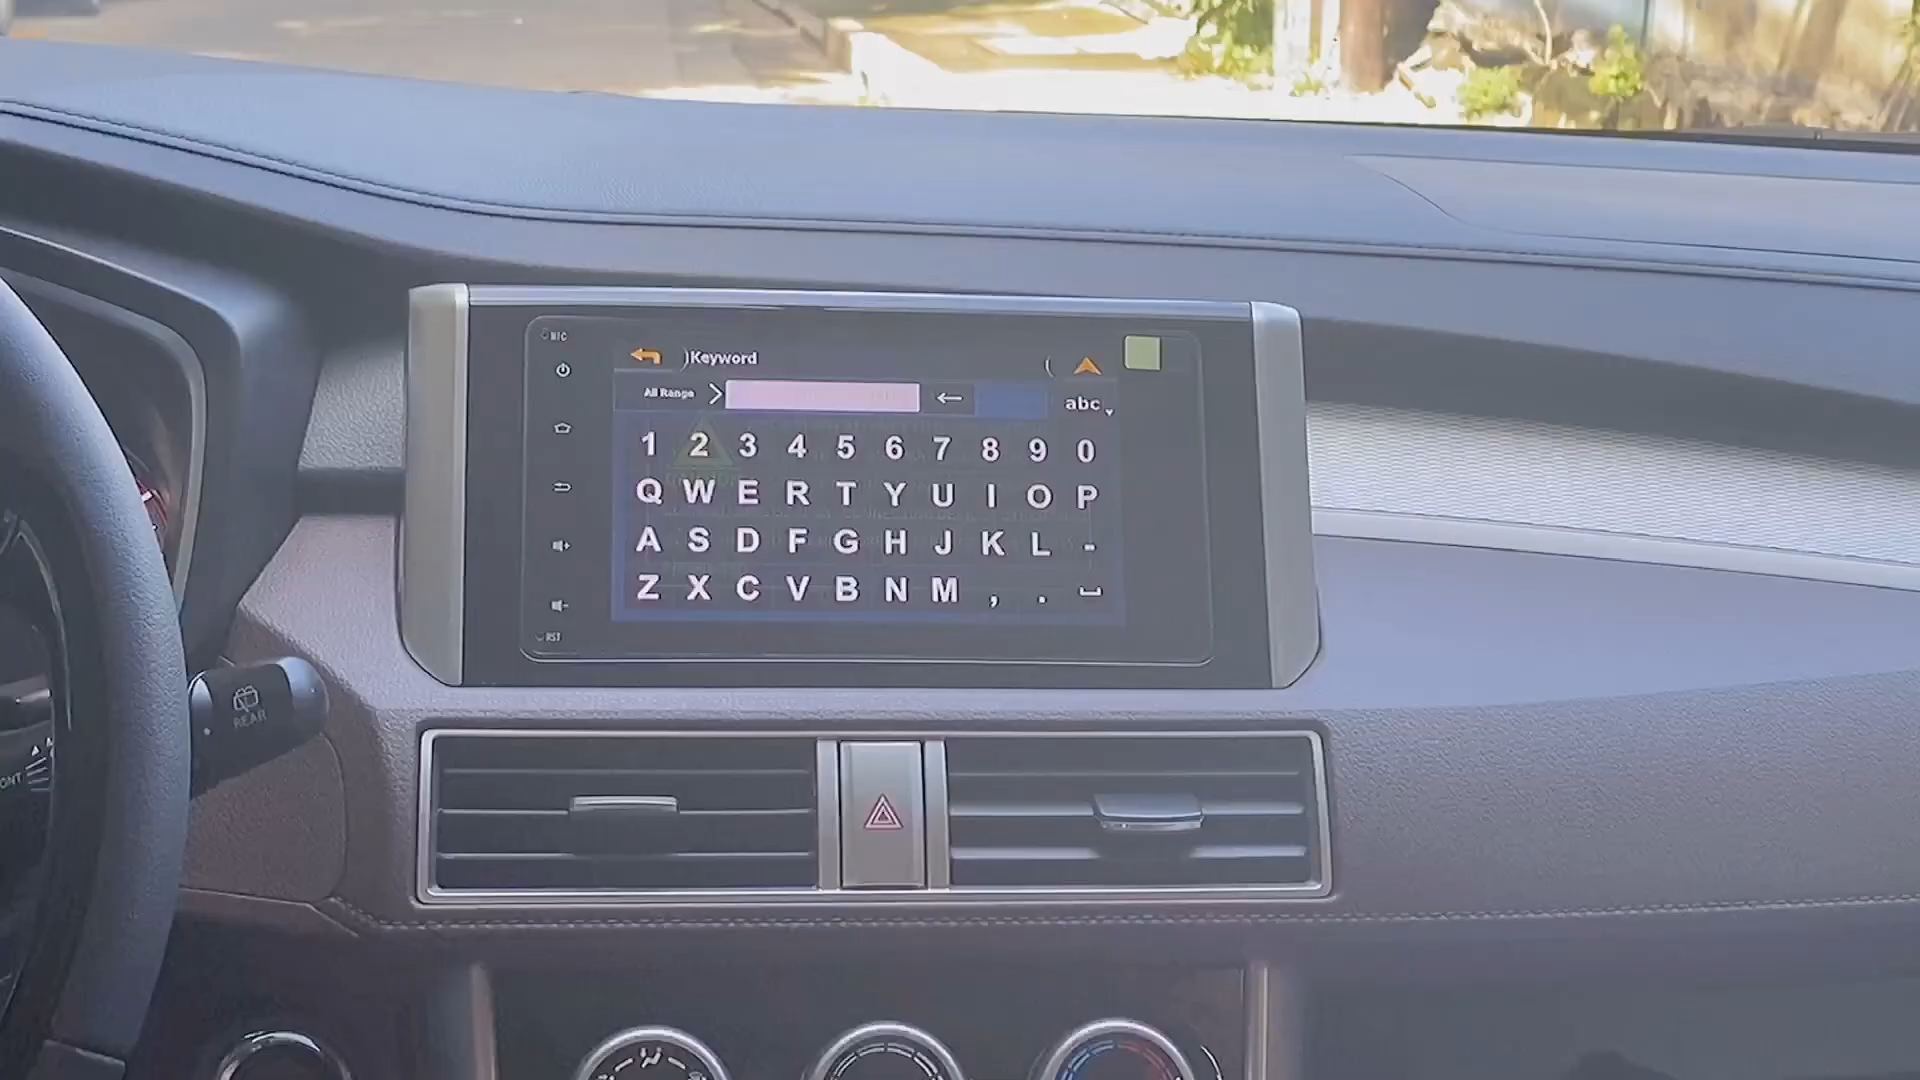 MIC
Keyword
All Range
abc
1 2 3 4 5 6 7 8 9 0
Q W E R T Y U I O P
A S D F G H J K L -
Z X C V B N M , .
RST
REAR